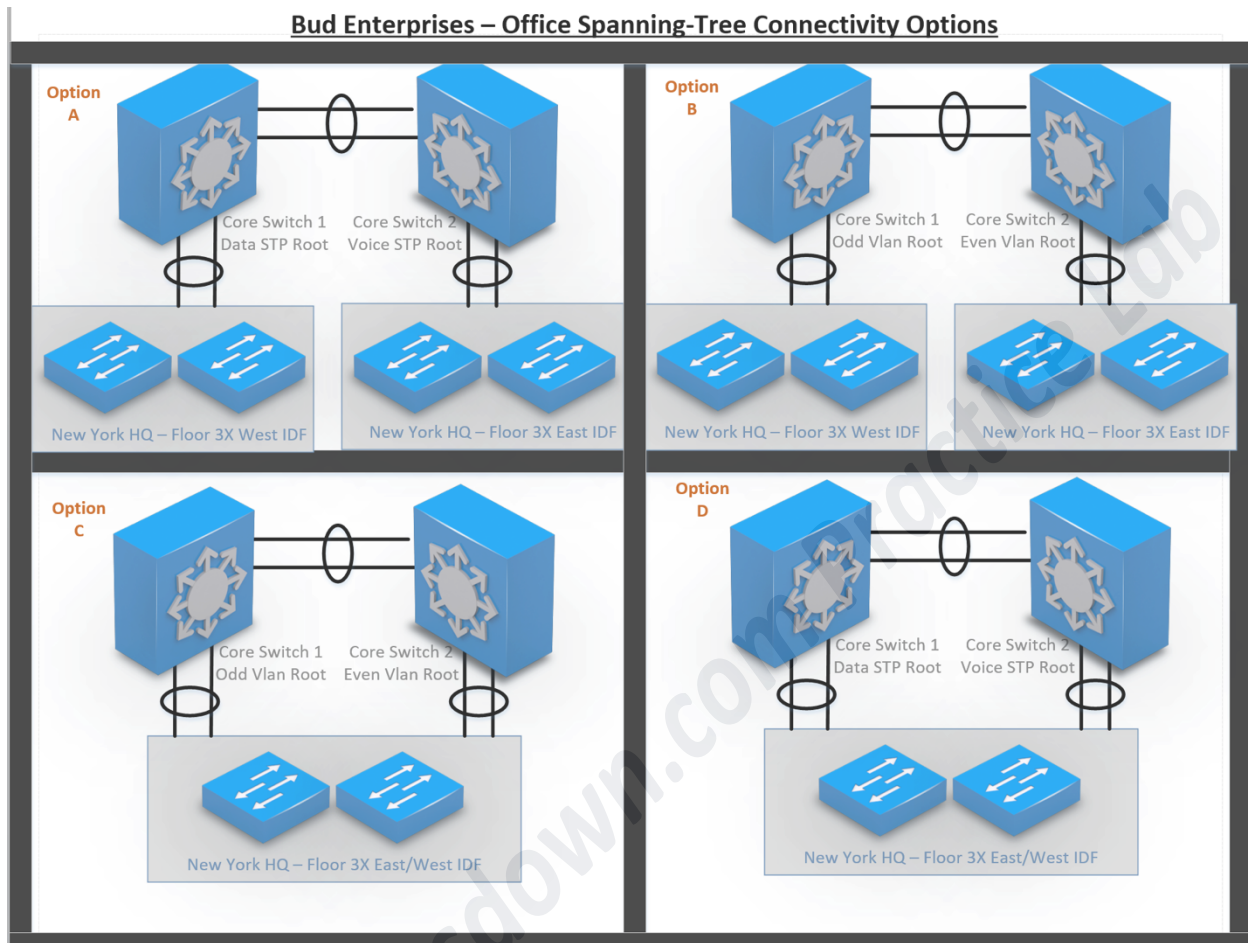 Bud Enterprises – Office Spanning-Tree Connectivity Options
Option
A
Core Switch 1
Data STP Root
Core Switch 2
Voice STP Root
New York HQ – Floor 3X West IDF
New York HQ – Floor 3X East IDF
Option
B
Core Switch 1
Odd Vlan Root
Core Switch 2
Even Vlan Root
New York HQ – Floor 3X West IDF
New York HQ – Floor 3X East IDF
Option
C
Core Switch 1
Odd Vlan Root
Core Switch 2
Even Vlan Root
New York HQ – Floor 3X East/West IDF
Option
D
Core Switch 1
Data STP Root
Core Switch 2
Voice STP Root
New York HQ – Floor 3X East/West IDF
Practice Lab